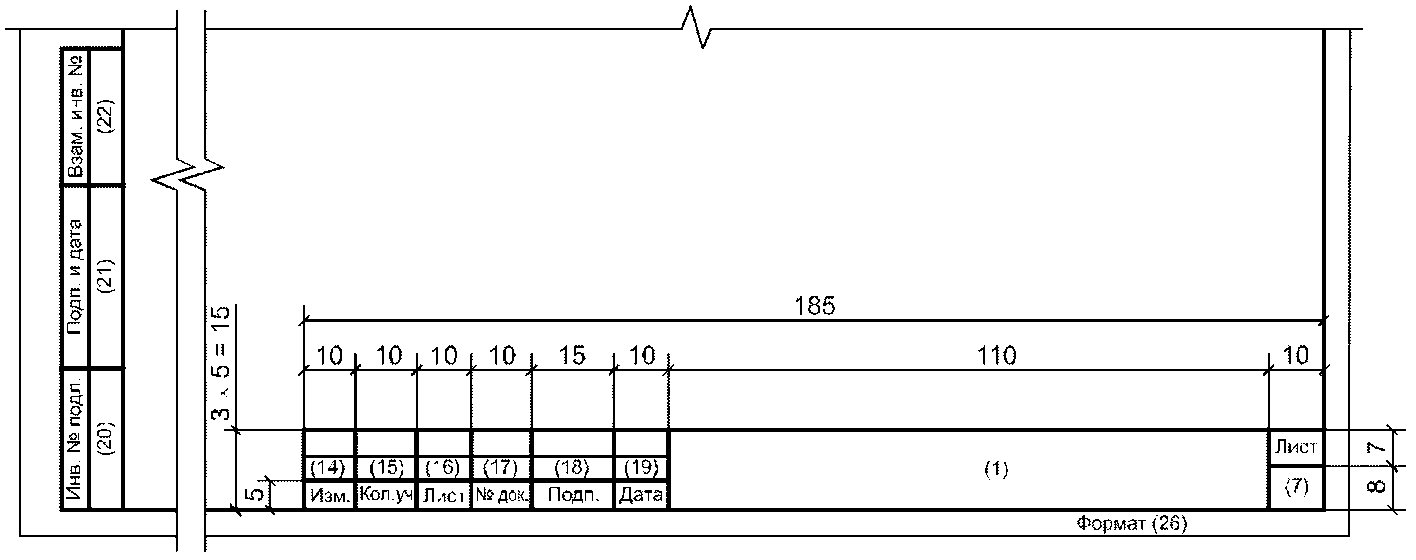 Взам. инв. №
(22)
Подп. и дата
(21)
Инв. № подл.
(20)
185
3 × 5 = 15
10 10 10 10 15 10 110 10
(14) (15) (16) (17) (18) (19) (1) Лист 7
5 Изм. Кол.уч Лист № док. Подп. Дата (7) 8
Формат (26)